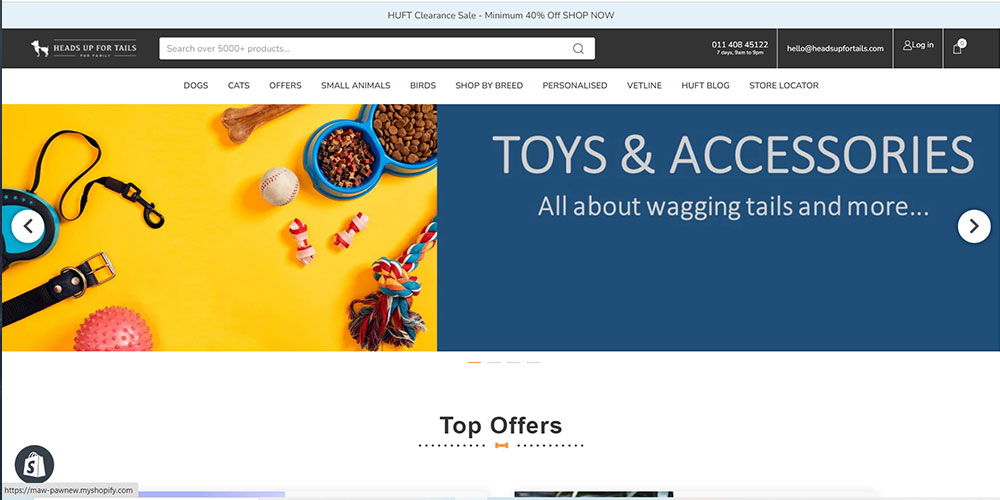 HUFT Clearance Sale - Minimum 40% Off SHOP NOW
HEADS UP FOR TAILS
FOR FAMILY
Search over 5000+ products...
011 408 45122
7 days, 9am to 9pm
hello@headsupfortails.com
Log in
0
DOGS CATS OFFERS SMALL ANIMALS BIRDS SHOP BY BREED PERSONALISED VETLINE HUFT BLOG STORE LOCATOR
TOYS & ACCESSORIES
All about wagging tails and more...
Top Offers
https://maw-pawnew.myshopify.com